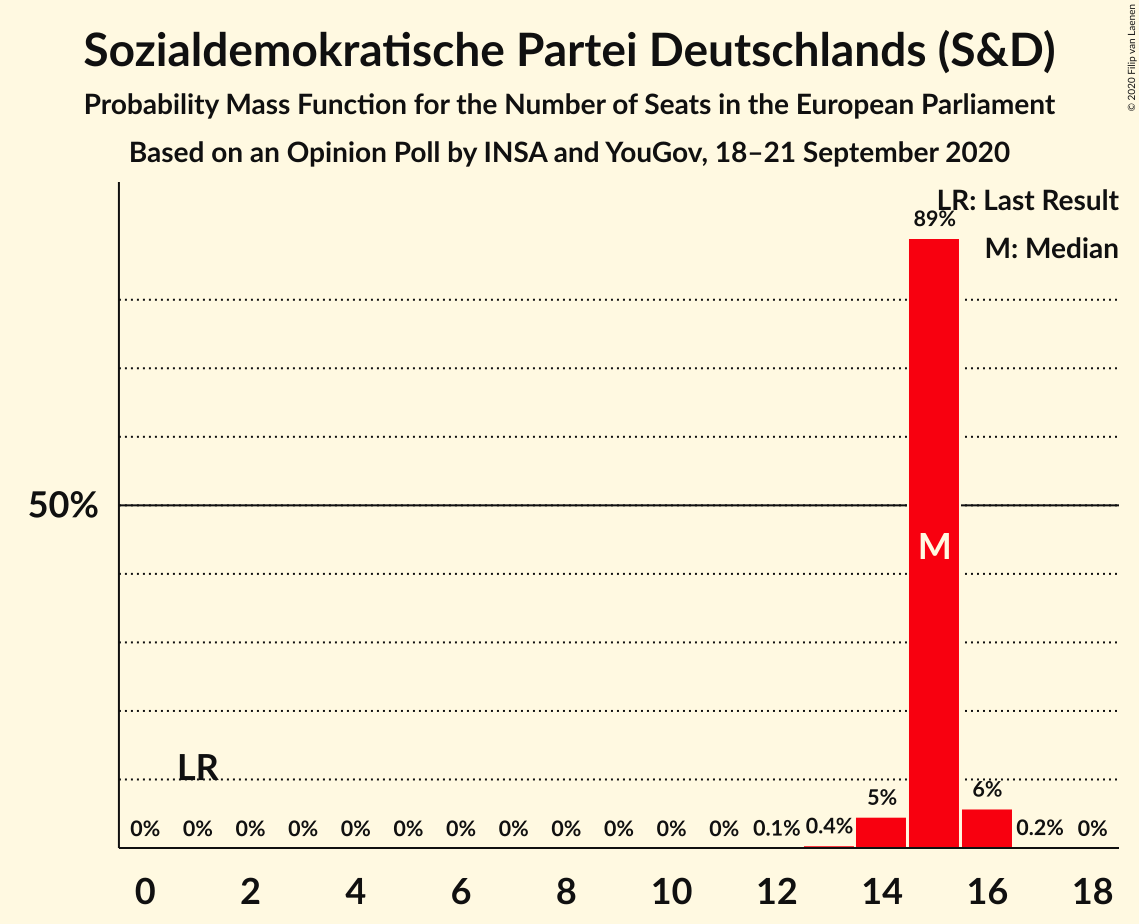 Sozialdemokratische Partei Deutschlands (S&D)
Probability Mass Function for the Number of Seats in the European Parliament
Based on an Opinion Poll by INSA and YouGov, 18–21 September 2020
© 2020 Filip van Laenen
LR: Last Result
M: Median
89%
50%
M
LR
0% 0% 0% 0% 0% 0% 0% 0% 0% 0% 0% 0% 0.1% 0.4% 5% 6% 0.2% 0%
0 2 4 6 8 10 12 14 16 18